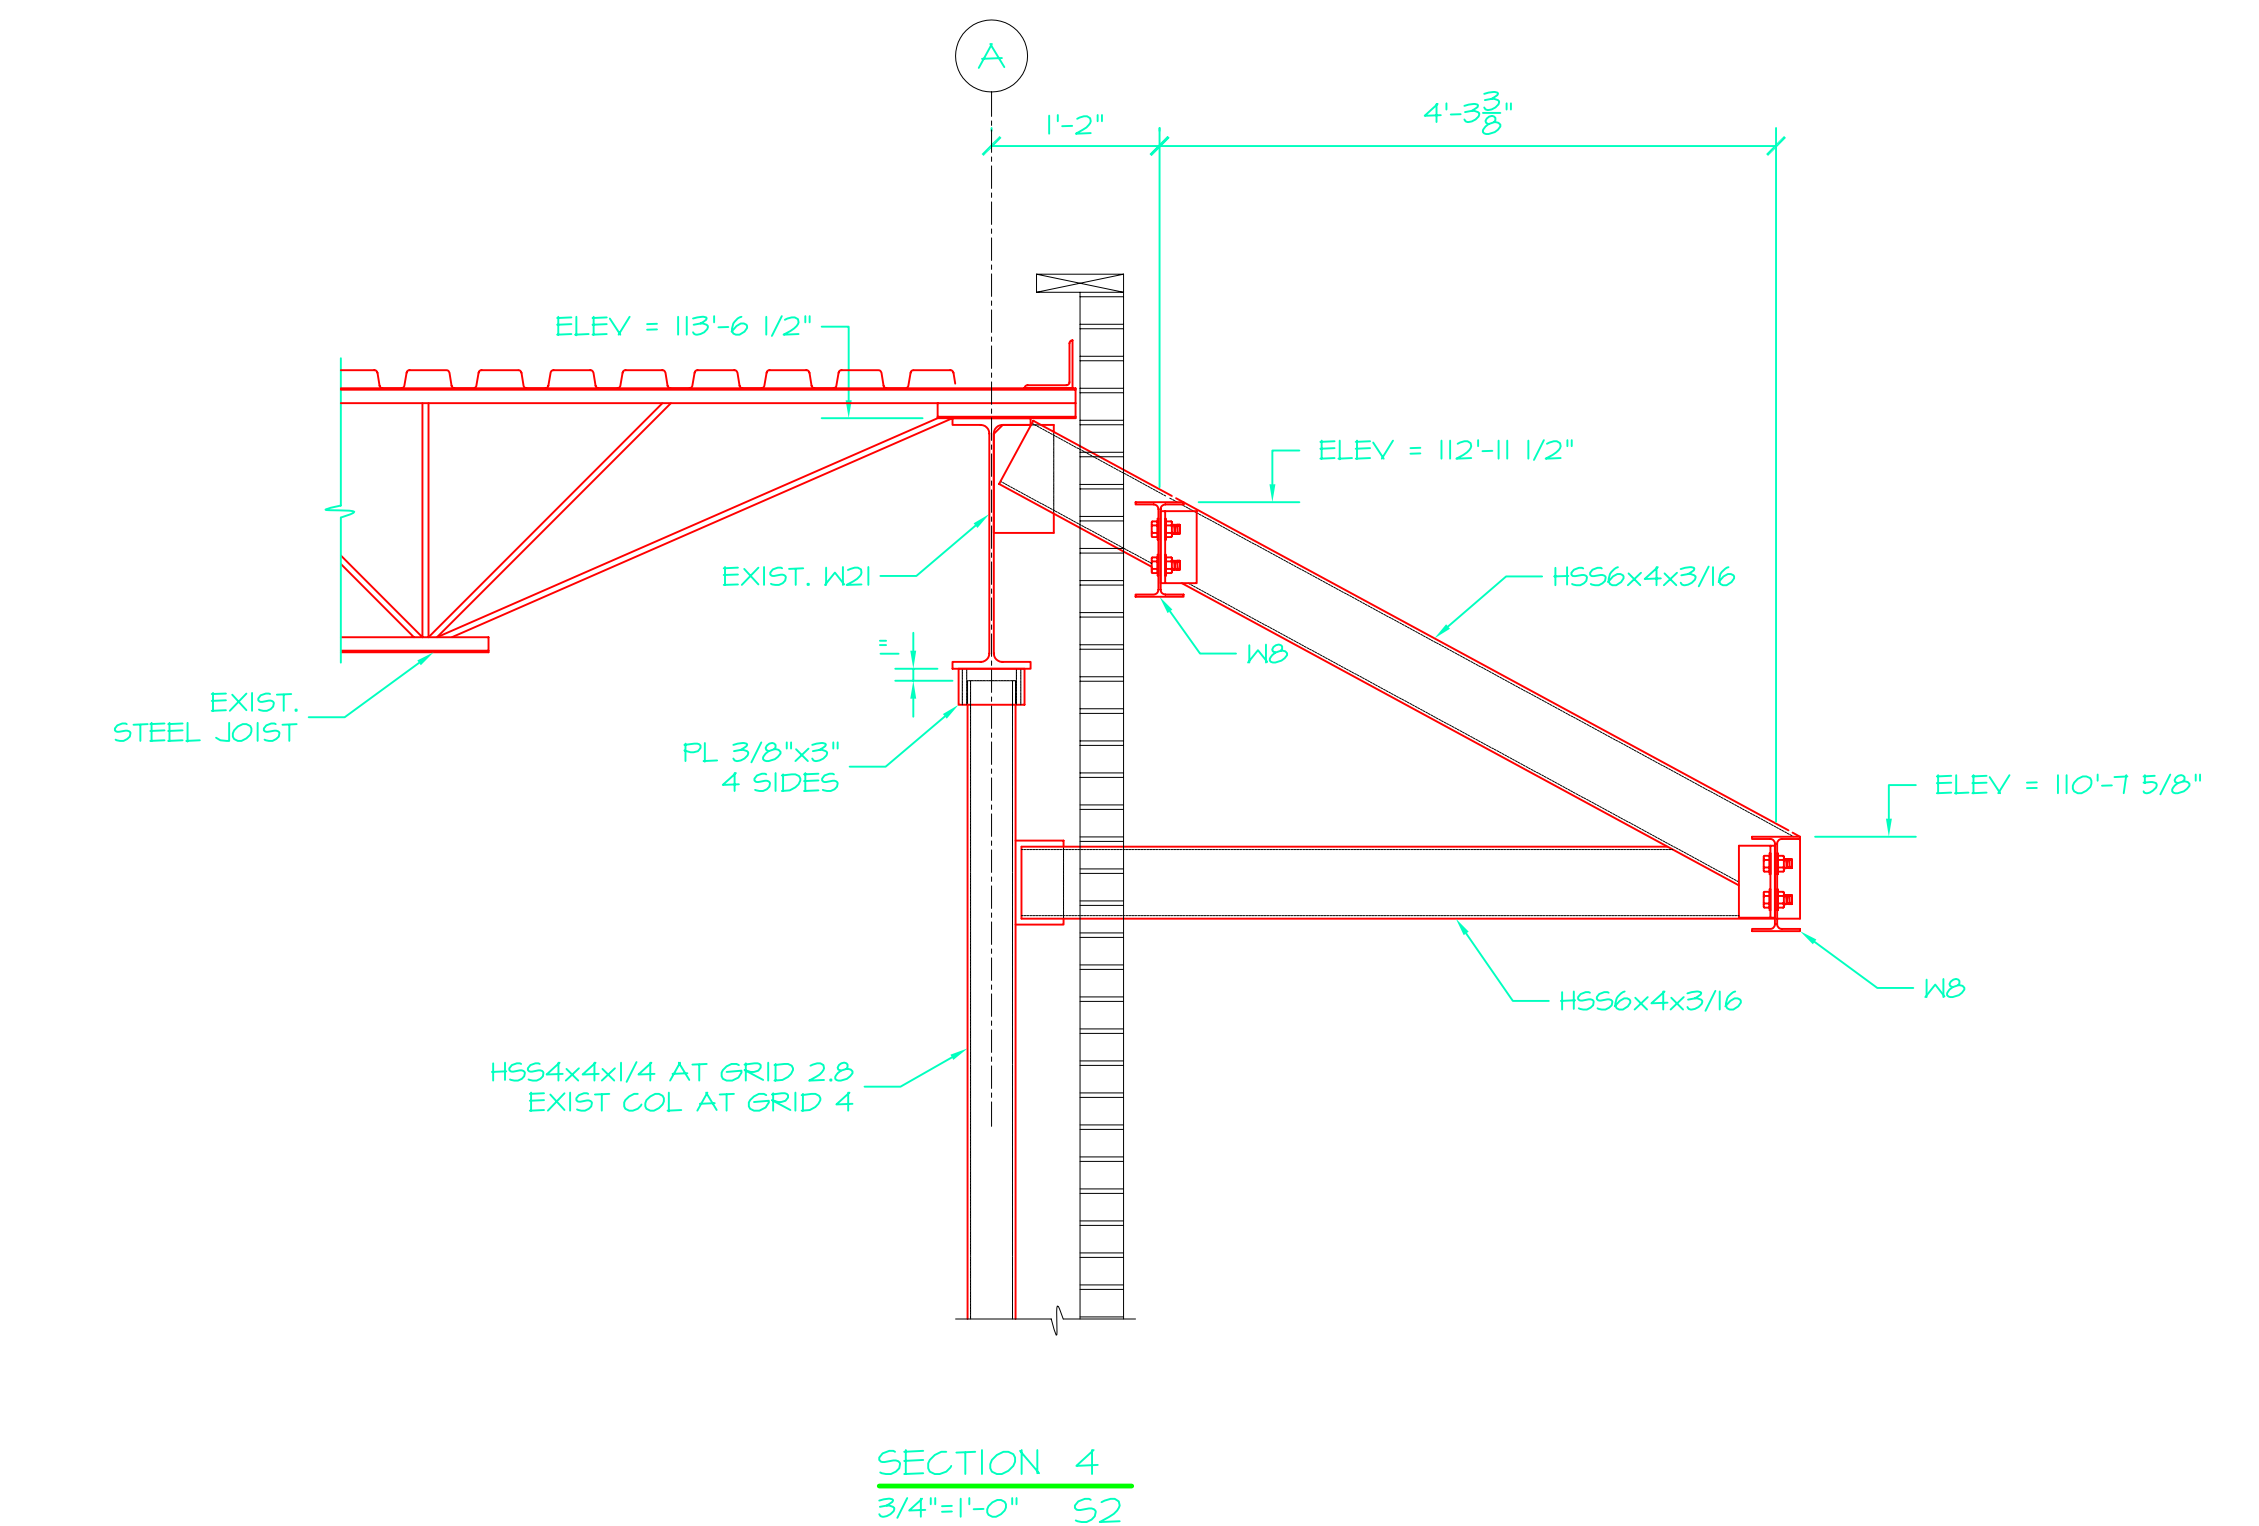 A
1'-2"
4'-3 3/8"
ELEV = 113'-6 1/2"
ELEV = 112'-11 1/2"
EXIST. W21
HSS6x4x3/16
1"
W8
EXIST.
STEEL JOIST
PL 3/8"x3"
4 SIDES
ELEV = 110'-7 5/8"
W8
HSS6x4x3/16
HSS4x4x1/4 AT GRID 2.8
EXIST COL AT GRID 4
SECTION 4
3/4"=1'-0" S2